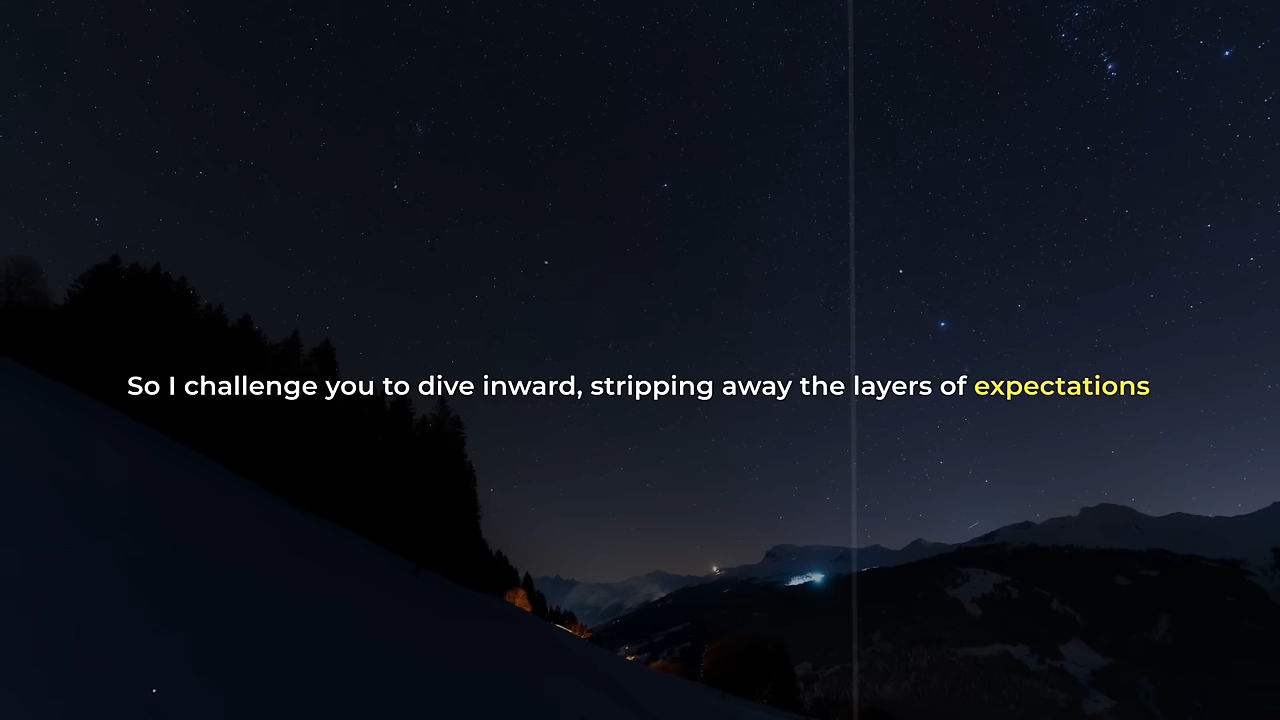 So I challenge you to dive inward, stripping away the layers of expectations